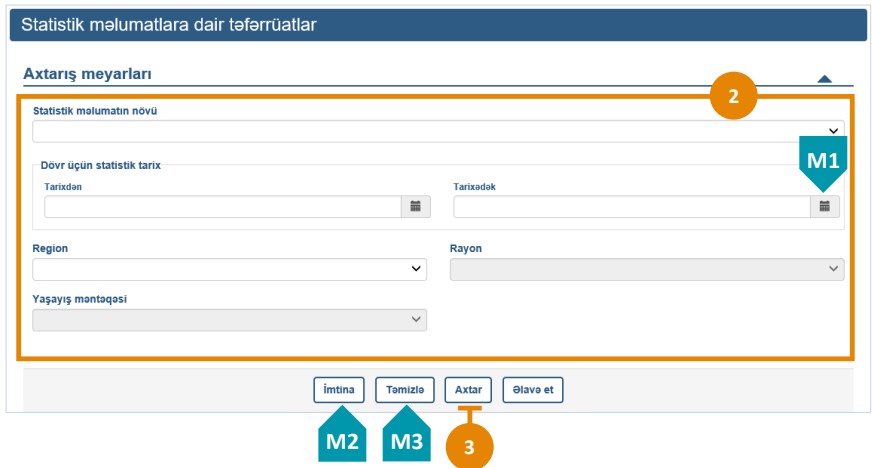 Statistik məlumatlara dair təfərrüatlar
Axtarış meyarları
2
Statistik məlumatın növü
M1
Dövr üçün statistik tarix
Tarixdən Tarixədək
Region Rayon
Yaşayış məntəqəsi
İmtina Təmizlə Axtar Əlavə et
M2 M3 3